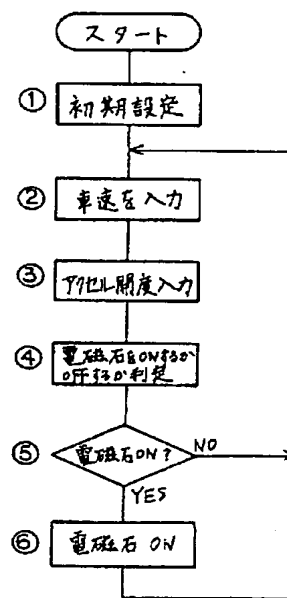 スタート
① 初期設定
② 車速を入力
③ アクセル開度入力
④ 電磁石をONするか
OFFするか判定
⑤ 電磁石ON? NO
YES
⑥ 電磁石 ON